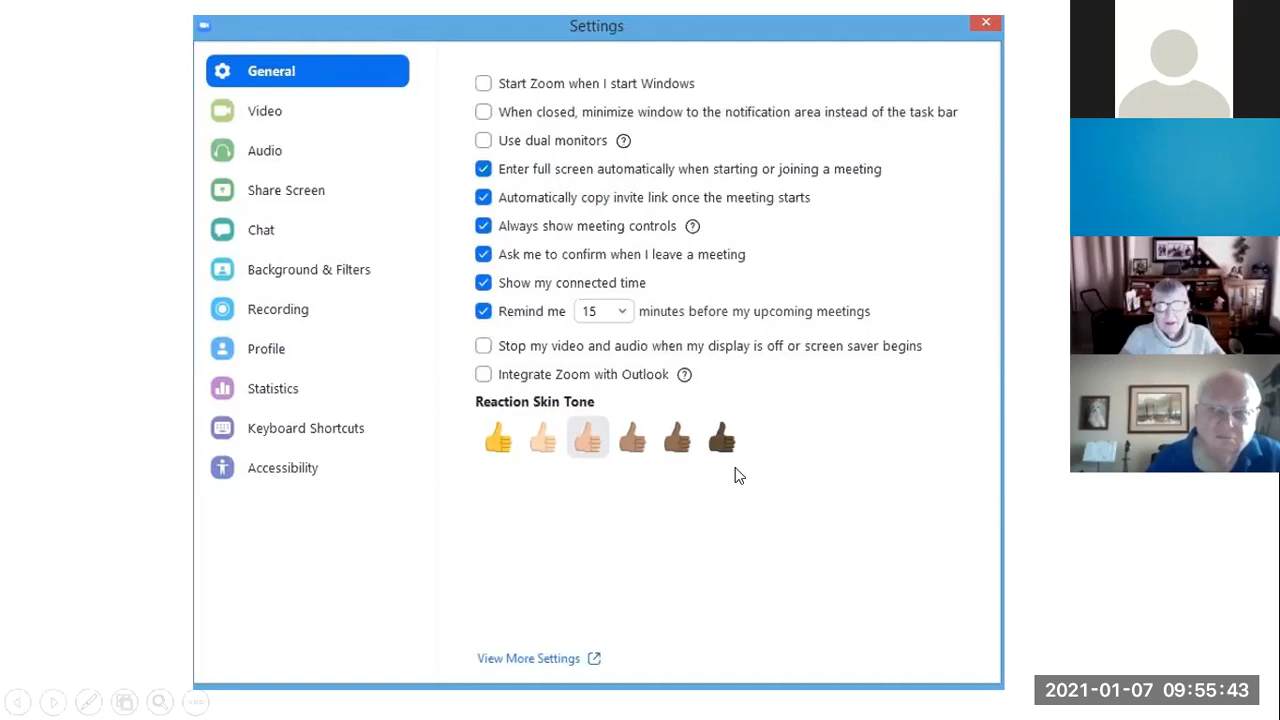 Settings
General
Video
Audio
Share Screen
Chat
Background & Filters
Recording
Profile
Statistics
Keyboard Shortcuts
Accessibility
Start Zoom when I start Windows
When closed, minimize window to the notification area instead of the task bar
Use dual monitors ?
Enter full screen automatically when starting or joining a meeting
Automatically copy invite link once the meeting starts
Always show meeting controls ?
Ask me to confirm when I leave a meeting
Show my connected time
Remind me 15 minutes before my upcoming meetings
Stop my video and audio when my display is off or screen saver begins
Integrate Zoom with Outlook ?
Reaction Skin Tone
View More Settings
2021-01-07 09:55:43